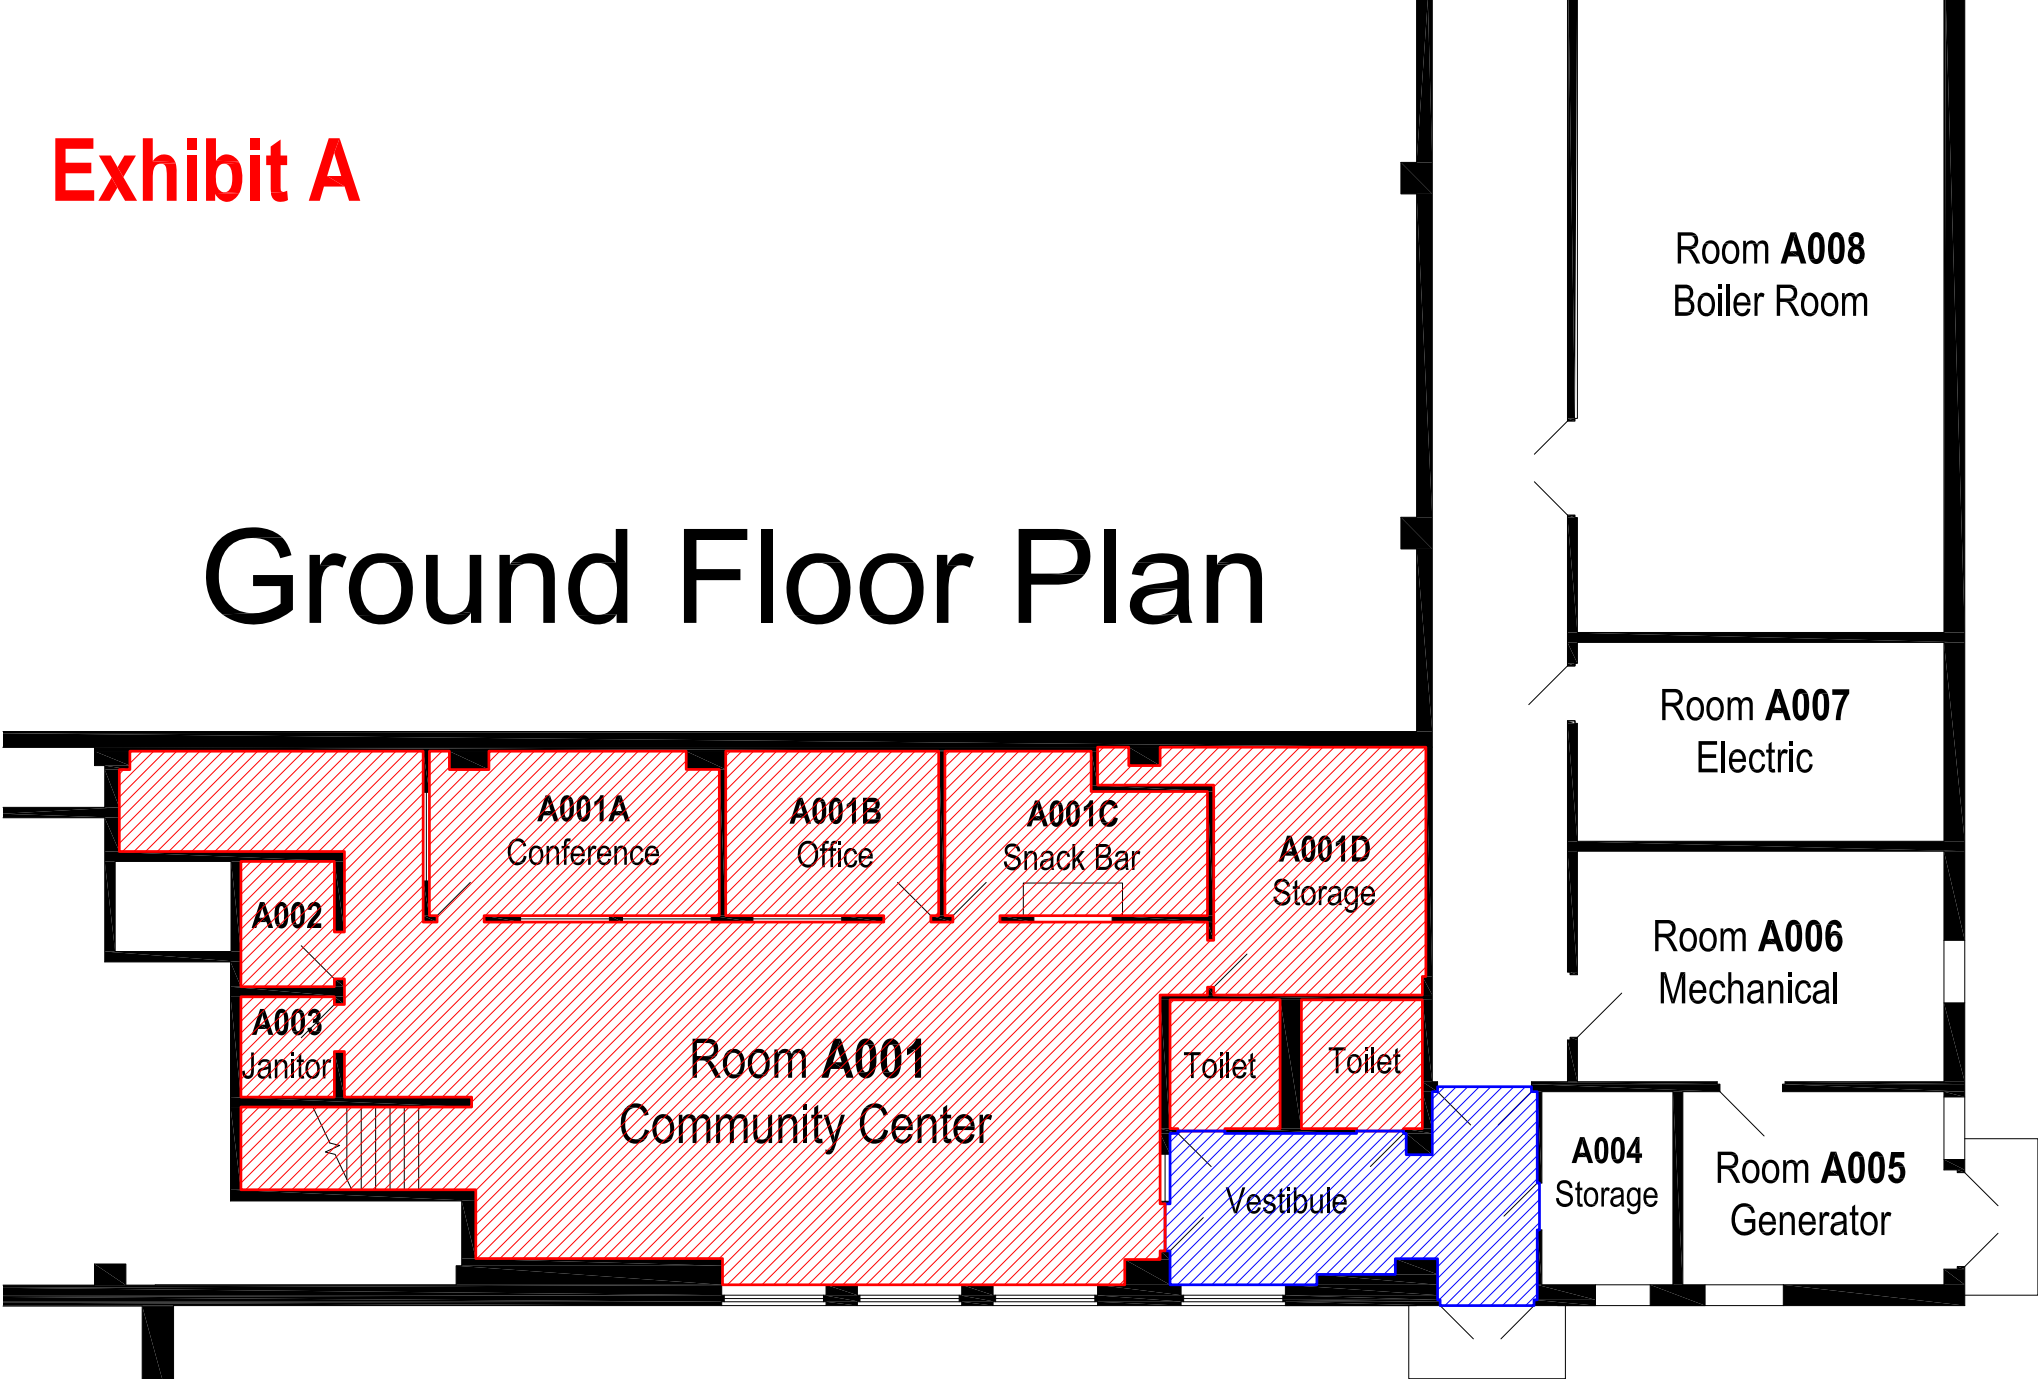 Exhibit A
Room A008
Boiler Room
Ground Floor Plan
Room A007
Electric
A001A
Conference
A001B
Office
A001C
Snack Bar
A001D
Storage
A002
Room A006
Mechanical
A003
Janitor
Room A001
Community Center
Toilet
Toilet
Vestibule
A004
Storage
Room A005
Generator